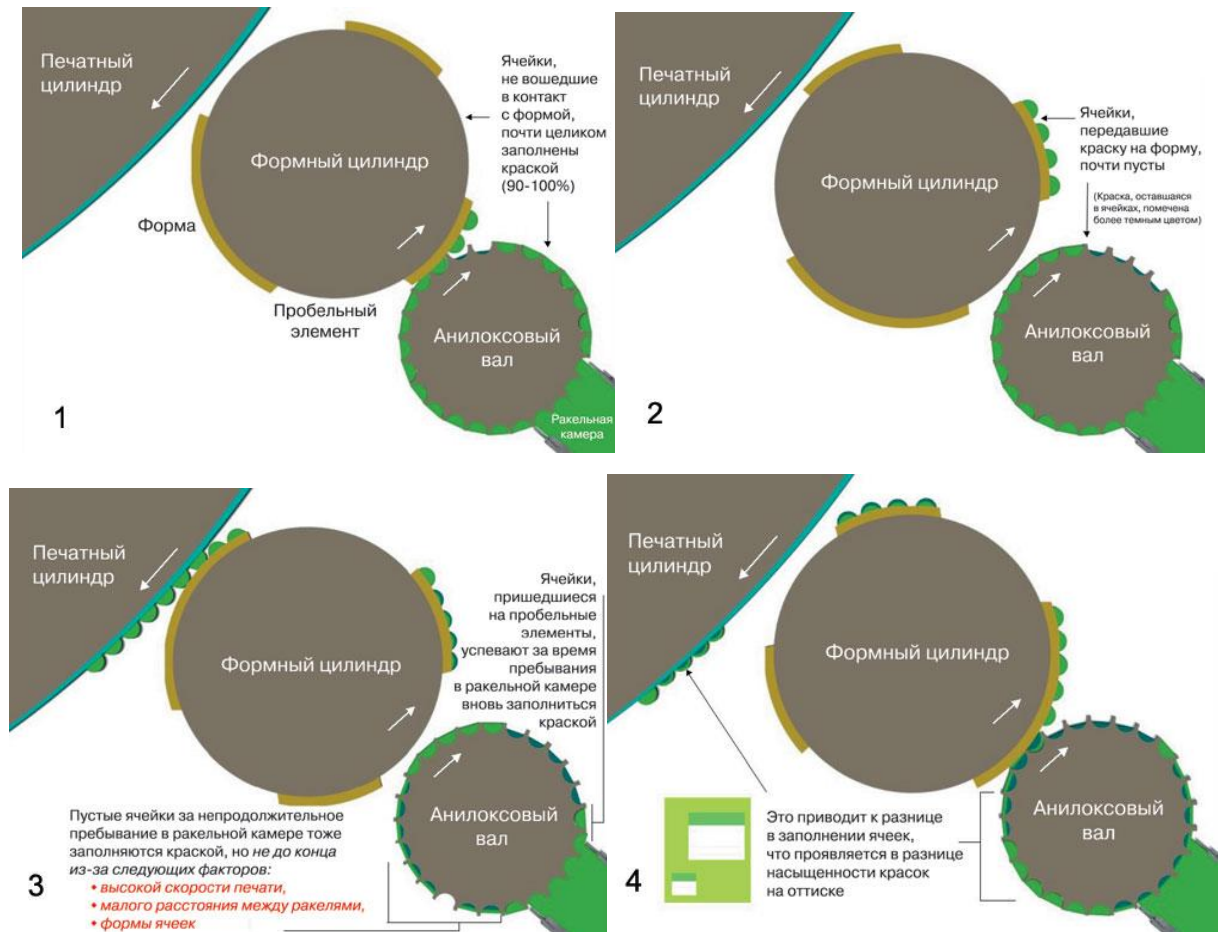 Печатный
цилиндр
Формный цилиндр
Ячейки,
не вошедшие
в контакт
с формой,
почти целиком
заполнены
краской
(90-100%)
Форма
Пробельный
элемент
Анилоксовый
вал
Ракельная
камера
1
Печатный
цилиндр
Формный цилиндр
Ячейки,
передавшие
краску на форму,
почти пусты
(Краска, оставшаяся
в ячейках, помечена
более темным цветом)
Анилоксовый
вал
2
Печатный
цилиндр
Формный цилиндр
Ячейки,
пришедшиеся
на пробельные
элементы,
успевают за время
пребывания
в ракельной камере
вновь заполниться
краской
Анилоксовый
вал
Пустые ячейки за непродолжительное
пребывание в ракельной камере тоже
заполняются краской, но не до конца
из-за следующих факторов:
• высокой скорости печати,
• малого расстояния между ракелями,
• формы ячеек
3
Печатный
цилиндр
Формный цилиндр
Анилоксовый
вал
Это приводит к разнице
в заполнении ячеек,
что проявляется в разнице
насыщенности красок
на оттиске
4